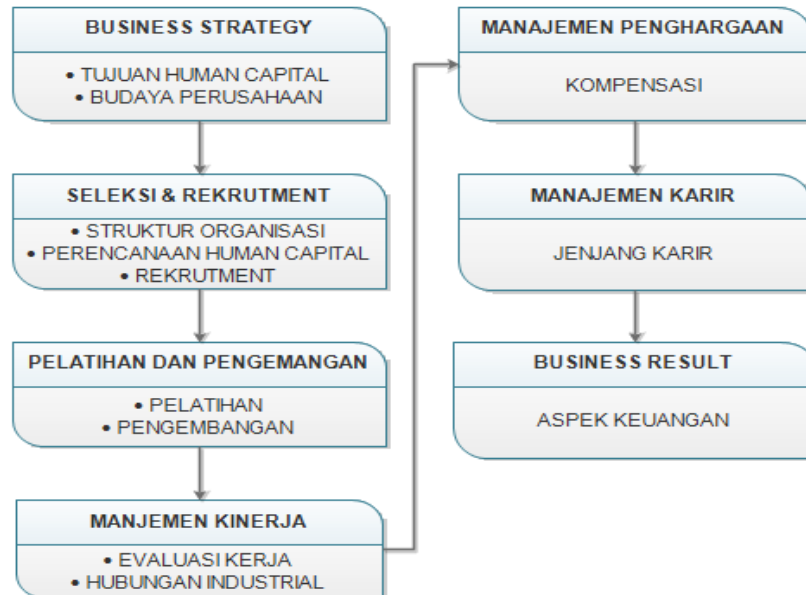 BUSINESS STRATEGY
• TUJUAN HUMAN CAPITAL
• BUDAYA PERUSAHAAN
SELEKSI & REKRUTMENT
• STRUKTUR ORGANISASI
• PERENCANAAN HUMAN CAPITAL
• REKRUTMENT
PELATIHAN DAN PENGEMANGAN
• PELATIHAN
• PENGEMBANGAN
MANJEMEN KINERJA
• EVALUASI KERJA
• HUBUNGAN INDUSTRIAL
MANAJEMEN PENGHARGAAN
KOMPENSASI
MANAJEMEN KARIR
JENJANG KARIR
BUSINESS RESULT
ASPEK KEUANGAN